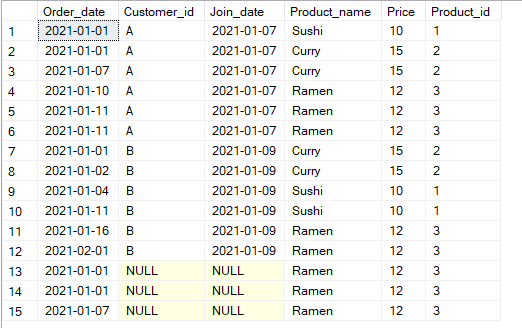 Order_date Customer_id Join_date Product_name Price Product_id
1 2021-01-01 A 2021-01-07 Sushi 10 1
2 2021-01-01 A 2021-01-07 Curry 15 2
3 2021-01-07 A 2021-01-07 Curry 15 2
4 2021-01-10 A 2021-01-07 Ramen 12 3
5 2021-01-11 A 2021-01-07 Ramen 12 3
6 2021-01-11 A 2021-01-07 Ramen 12 3
7 2021-01-01 B 2021-01-09 Curry 15 2
8 2021-01-02 B 2021-01-09 Curry 15 2
9 2021-01-04 B 2021-01-09 Sushi 10 1
10 2021-01-11 B 2021-01-09 Sushi 10 1
11 2021-01-16 B 2021-01-09 Ramen 12 3
12 2021-02-01 B 2021-01-09 Ramen 12 3
13 2021-01-01 NULL NULL Ramen 12 3
14 2021-01-01 NULL NULL Ramen 12 3
15 2021-01-07 NULL NULL Ramen 12 3